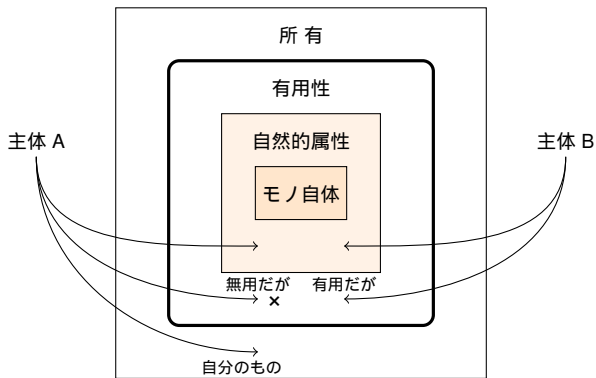 所 有
有用性
主体 A
自然的属性
主体 B
モノ自体
無用だが
有用だが
×
自分のもの